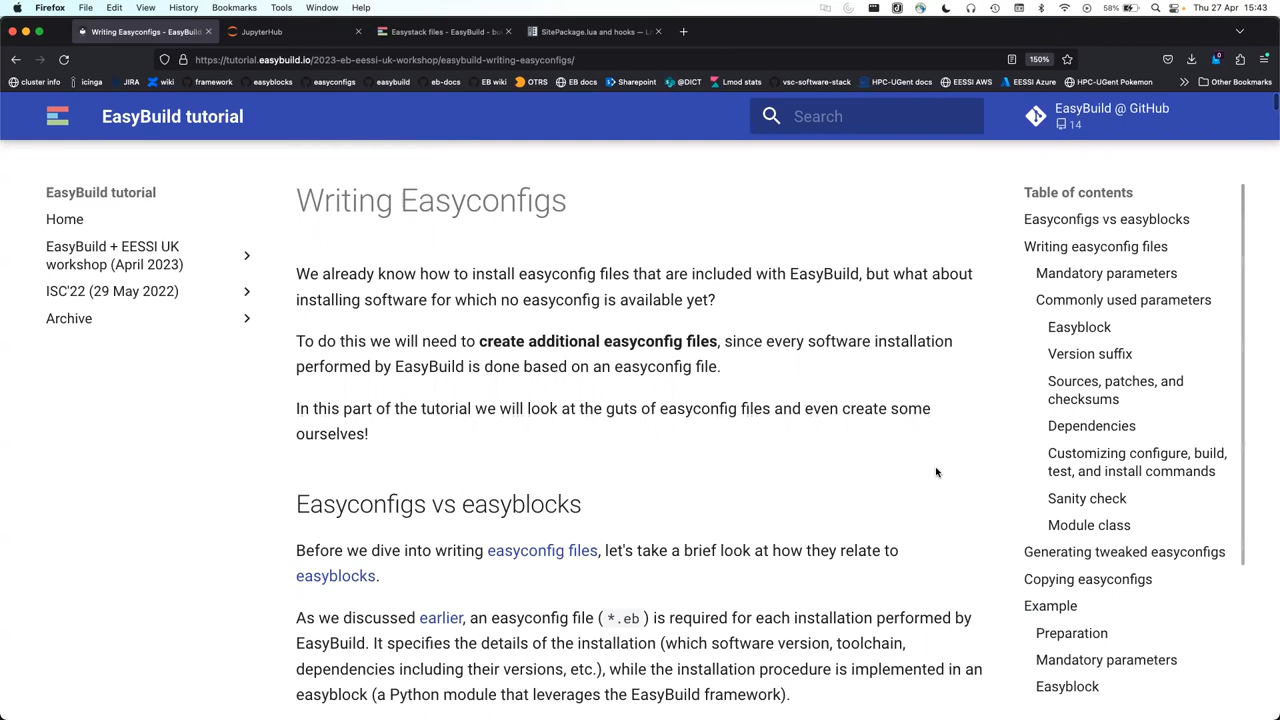 Firefox File Edit View History Bookmarks Tools Window Help 58% Thu 27 Apr 15:43
Writing Easyconfigs - EasyBuil × JupyterHub × Easystack files - EasyBuild - bu × SitePackage.lua and hooks — L × +
https://tutorial.easybuild.io/2023-eb-eessi-uk-workshop/easybuild-writing-easyconfigs/ 150%
cluster info icinga JIRA wiki framework easyblocks easyconfigs easybuild eb-docs EB wiki OTRS EB docs Sharepoint @DICT Lmod stats vsc-software-stack HPC-UGent docs EESSI AWS EESSI Azure HPC-UGent Pokemon Other Bookmarks
EasyBuild tutorial
Search
EasyBuild @ GitHub
14
EasyBuild tutorial
Home
EasyBuild + EESSI UK
workshop (April 2023)
ISC'22 (29 May 2022)
Archive
Writing Easyconfigs
We already know how to install easyconfig files that are included with EasyBuild, but what about
installing software for which no easyconfig is available yet?
To do this we will need to create additional easyconfig files, since every software installation
performed by EasyBuild is done based on an easyconfig file.
In this part of the tutorial we will look at the guts of easyconfig files and even create some
ourselves!
Easyconfigs vs easyblocks
Before we dive into writing easyconfig files, let's take a brief look at how they relate to
easyblocks.
As we discussed earlier, an easyconfig file (*.eb) is required for each installation performed by
EasyBuild. It specifies the details of the installation (which software version, toolchain,
dependencies including their versions, etc.), while the installation procedure is implemented in an
easyblock (a Python module that leverages the EasyBuild framework).
Table of contents
Easyconfigs vs easyblocks
Writing easyconfig files
Mandatory parameters
Commonly used parameters
Easyblock
Version suffix
Sources, patches, and
checksums
Dependencies
Customizing configure, build,
test, and install commands
Sanity check
Module class
Generating tweaked easyconfigs
Copying easyconfigs
Example
Preparation
Mandatory parameters
Easyblock